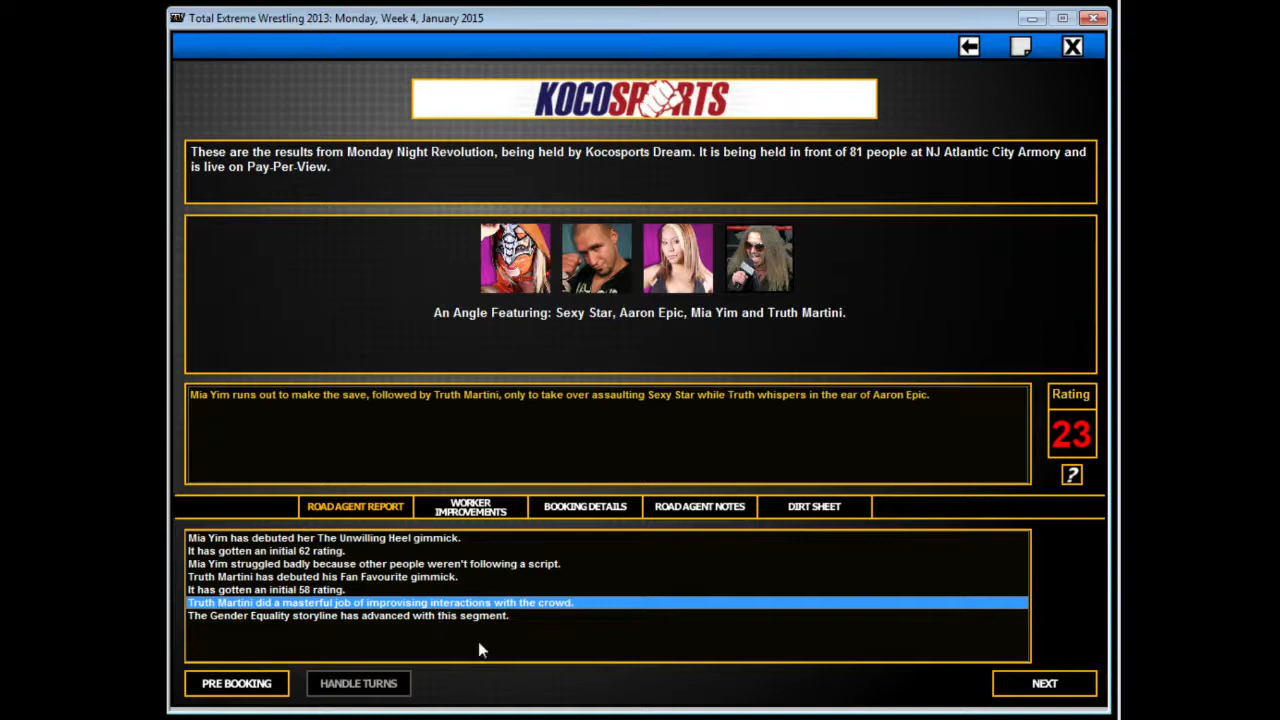 Total Extreme Wrestling 2013: Monday, Week 4, January 2015
KOCOSPORTS
These are the results from Monday Night Revolution, being held by Kocosports Dream. It is being held in front of 81 people at NJ Atlantic City Armory and
is live on Pay-Per-View.
An Angle Featuring: Sexy Star, Aaron Epic, Mia Yim and Truth Martini.
Mia Yim runs out to make the save, followed by Truth Martini, only to take over assaulting Sexy Star while Truth whispers in the ear of Aaron Epic.
Rating
23
?
ROAD AGENT REPORT
WORKER
IMPROVEMENTS
BOOKING DETAILS
ROAD AGENT NOTES
DIRT SHEET
Mia Yim has debuted her The Unwilling Heel gimmick.
It has gotten an initial 62 rating.
Mia Yim struggled badly because other people weren't following a script.
Truth Martini has debuted his Fan Favourite gimmick.
It has gotten an initial 58 rating.
Truth Martini did a masterful job of improvising interactions with the crowd.
The Gender Equality storyline has advanced with this segment.
PRE BOOKING
HANDLE TURNS
NEXT